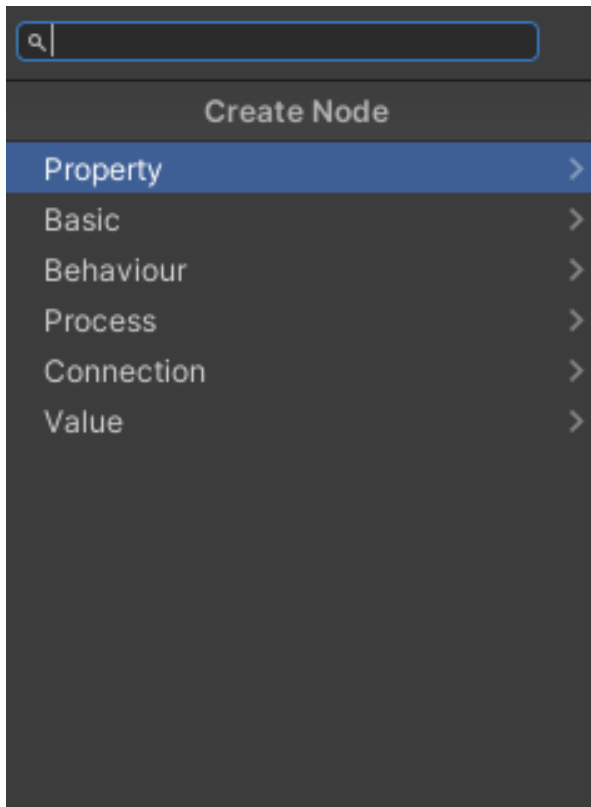 Create Node
Property
Basic
Behaviour
Process
Connection
Value